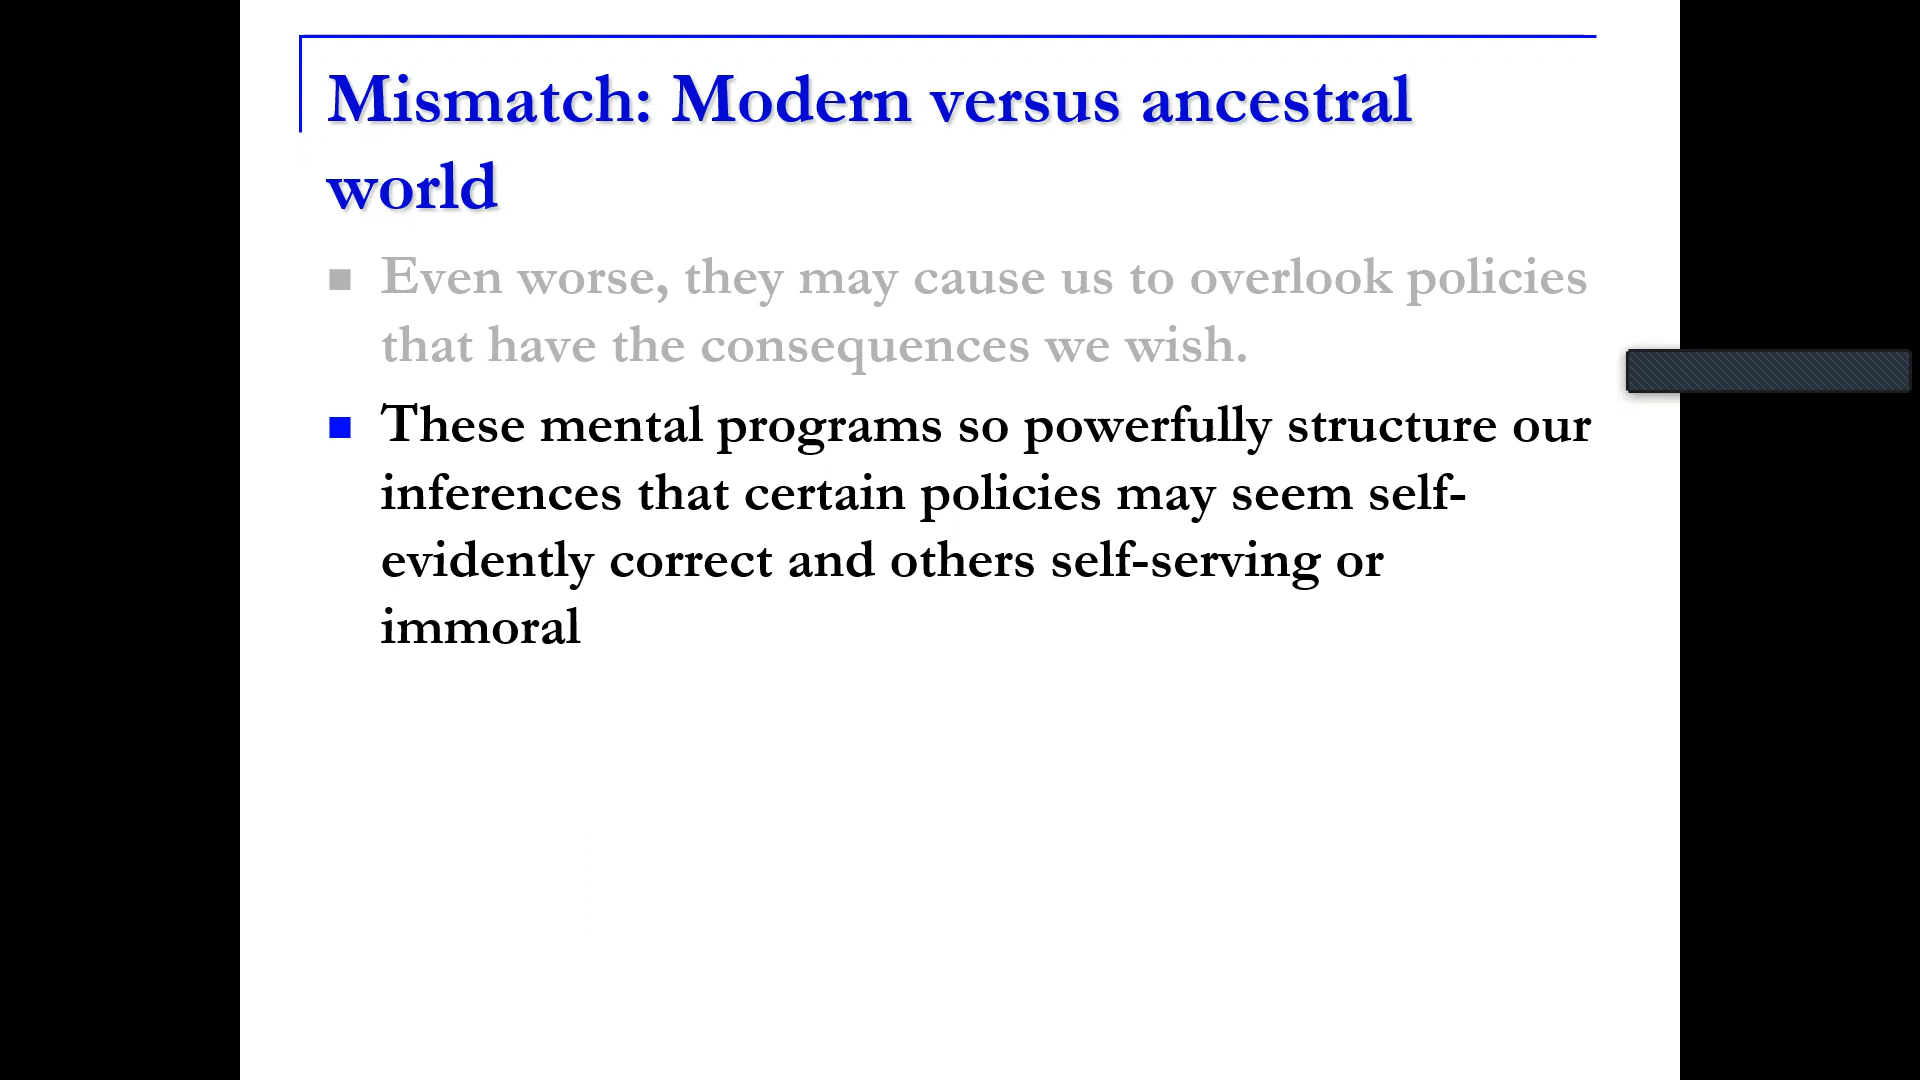 Mismatch: Modern versus ancestral
world
Even worse, they may cause us to overlook policies
that have the consequences we wish.
These mental programs so powerfully structure our
inferences that certain policies may seem self-
evidently correct and others self-serving or
immoral